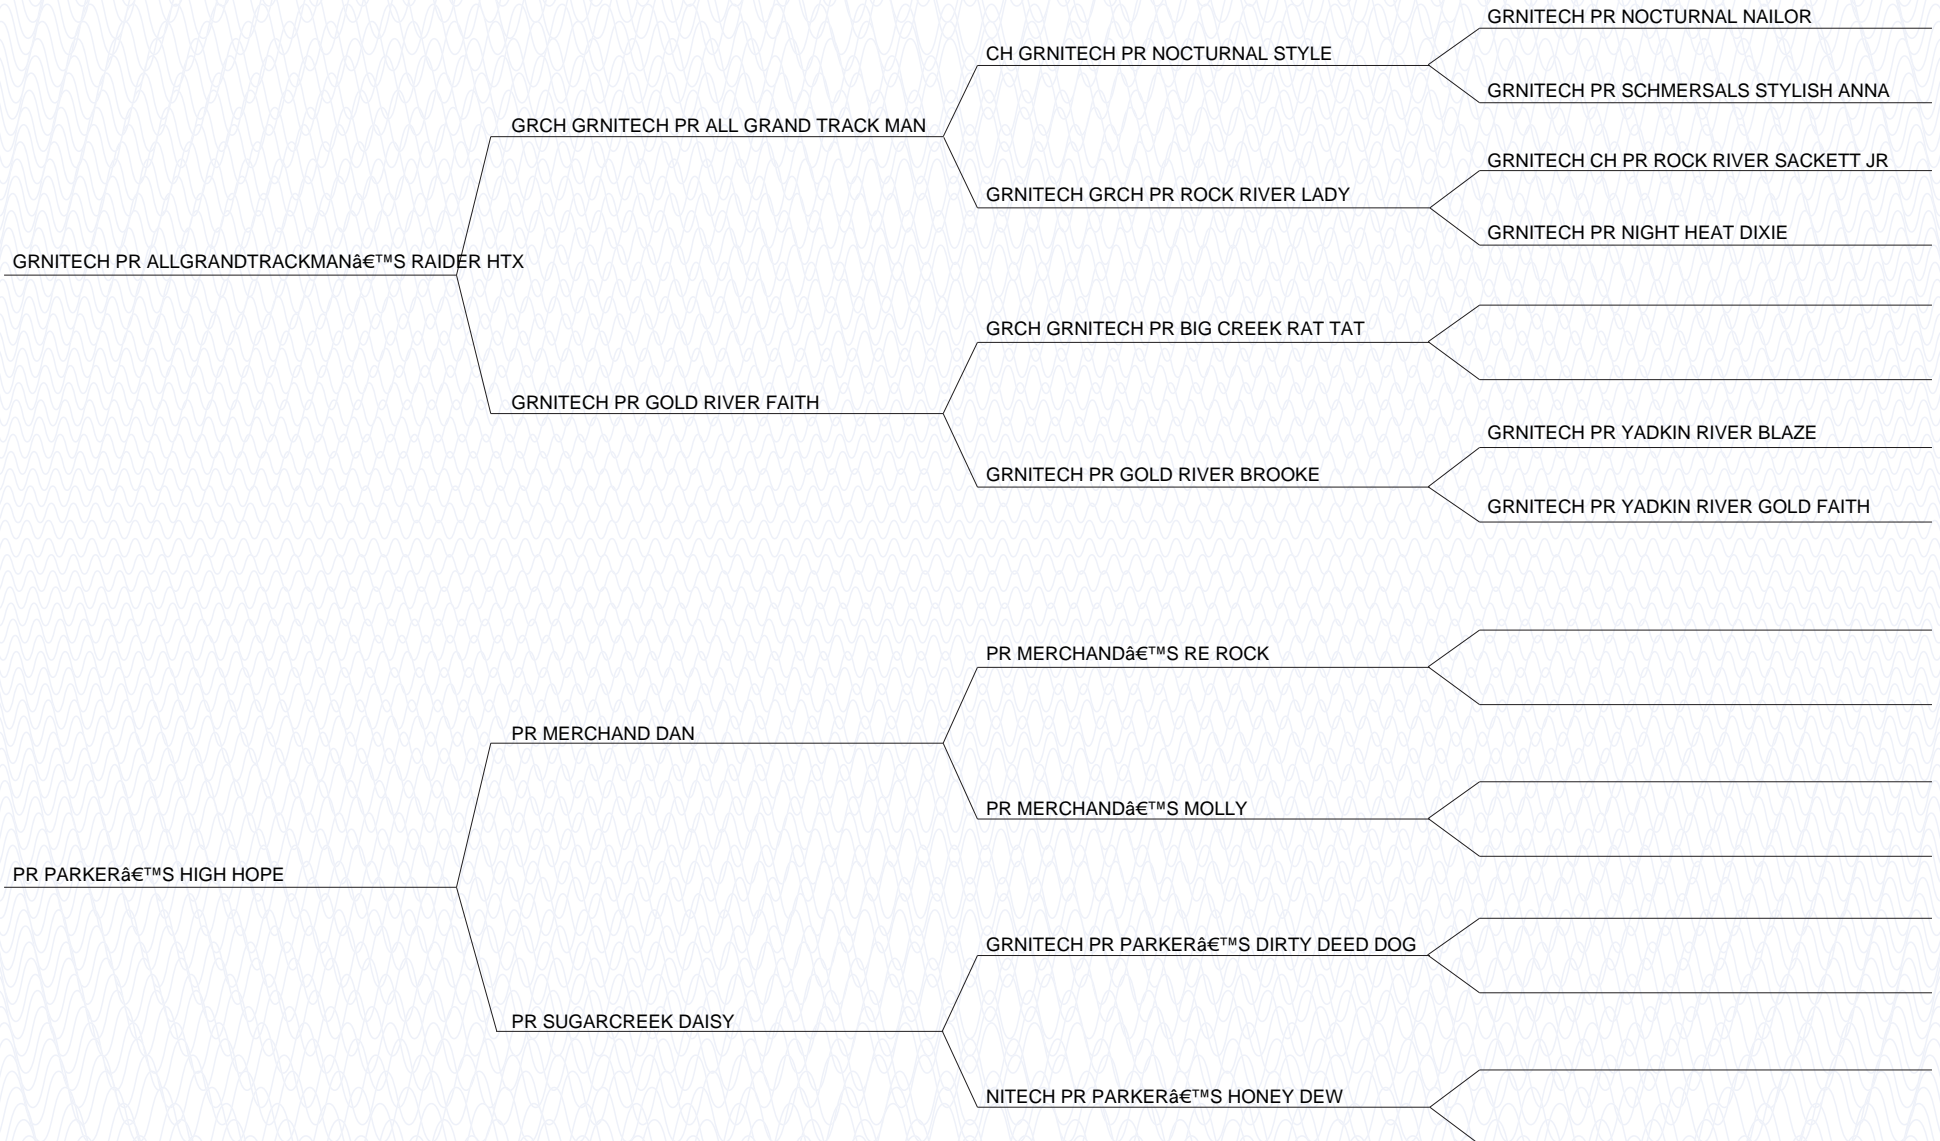 GRNITECH PR NOCTURNAL NAILOR
CH GRNITECH PR NOCTURNAL STYLE
GRNITECH PR SCHMERSALS STYLISH ANNA
GRCH GRNITECH PR ALL GRAND TRACK MAN
GRNITECH CH PR ROCK RIVER SACKETT JR
GRNITECH GRCH PR ROCK RIVER LADY
GRNITECH PR NIGHT HEAT DIXIE
GRNITECH PR ALLGRANDTRACKMANâ€™S RAIDER HTX
GRCH GRNITECH PR BIG CREEK RAT TAT
GRNITECH PR GOLD RIVER FAITH
GRNITECH PR YADKIN RIVER BLAZE
GRNITECH PR GOLD RIVER BROOKE
GRNITECH PR YADKIN RIVER GOLD FAITH
PR MERCHANDâ€™S RE ROCK
PR MERCHAND DAN
PR MERCHANDâ€™S MOLLY
PR PARKERâ€™S HIGH HOPE
GRNITECH PR PARKERâ€™S DIRTY DEED DOG
PR SUGARCREEK DAISY
NITECH PR PARKERâ€™S HONEY DEW